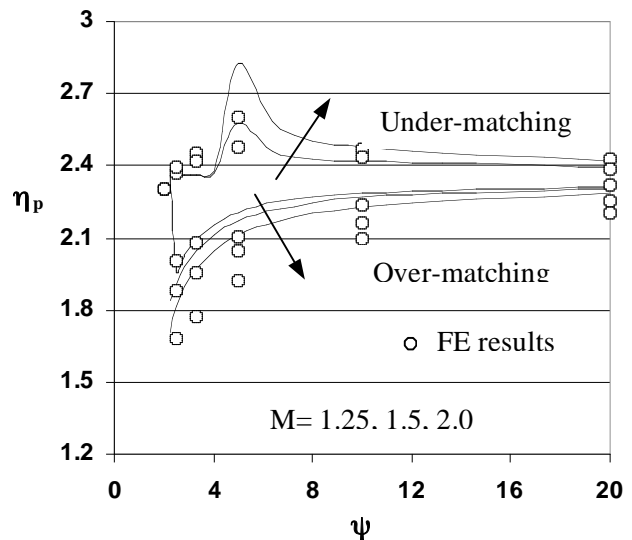 3
2.7
Under-matching
2.4
ηp
2.1
Over-matching
1.8
FE results
1.5
M= 1.25, 1.5, 2.0
1.2
0 4 8 12 16 20
ψ